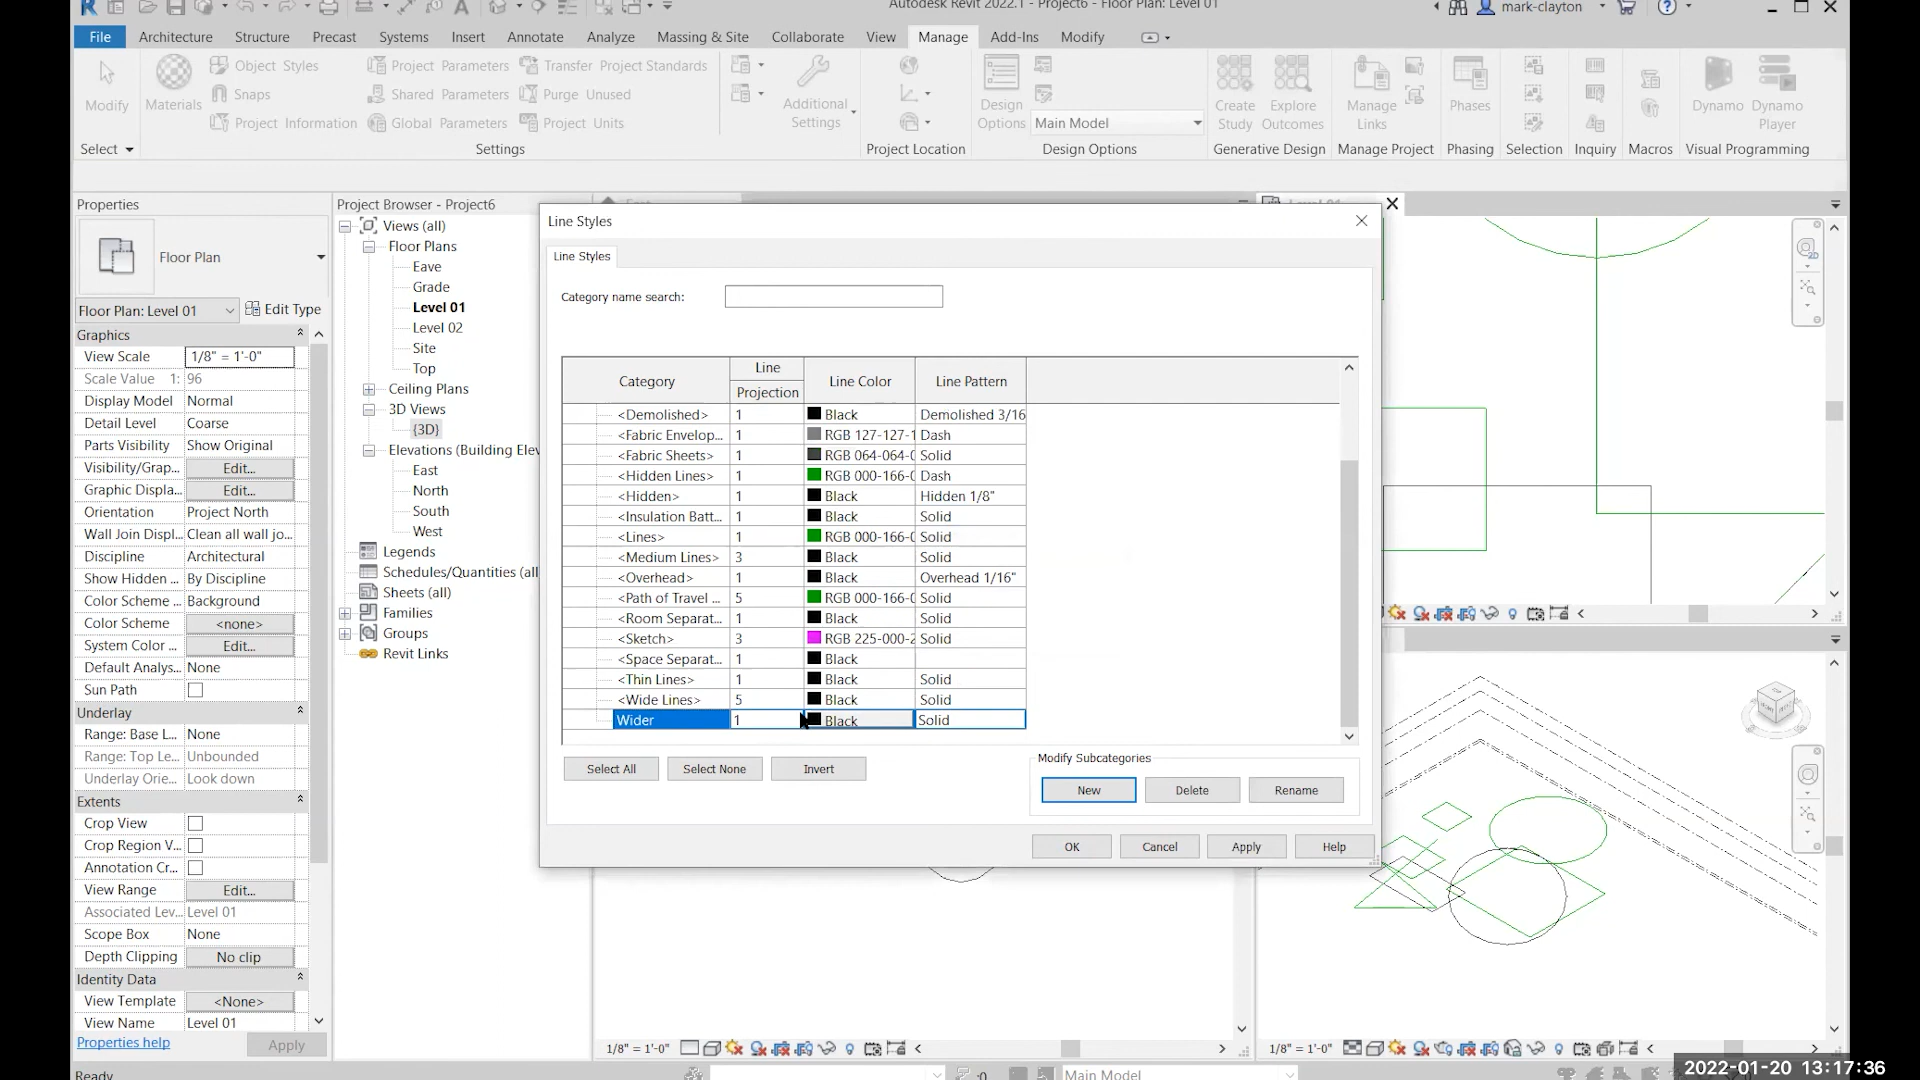 Autodesk Revit 2022.1 - Project6 - Floor Plan: Level 01
mark-clayton
File Architecture Structure Precast Systems Steel Insert Annotate Analyze Massing & Site Collaborate View Manage Add-Ins Modify
Modify
Select
Materials
Object Styles
Snaps
Project Information
Project Parameters
Shared Parameters
Global Parameters
Transfer Project Standards
Purge Unused
Project Units
Settings
Additional
Settings
Project Location
Design
Options
Main Model
Design Options
Create
Study
Explore
Outcomes
Generative Design
Manage
Links
Manage Project
Phases
Phasing
Selection
Inquiry
Macros
Dynamo
Dynamo
Player
Visual Programming
Properties
Floor Plan
Floor Plan: Level 01
Edit Type
Graphics
View Scale 1/8" = 1'-0"
Scale Value 1: 96
Display Model Normal
Detail Level Coarse
Parts Visibility Show Original
Visibility/Grap... Edit...
Graphic Displa... Edit...
Orientation Project North
Wall Join Displ... Clean all wall jo...
Discipline Architectural
Show Hidden ... By Discipline
Color Scheme ... Background
Color Scheme <none>
System Color ... Edit...
Default Analys... None
Sun Path
Underlay
Range: Base L... None
Range: Top Le... Unbounded
Underlay Orie... Look down
Extents
Crop View
Crop Region V...
Annotation Cr...
View Range Edit...
Associated Lev... Level 01
Scope Box None
Depth Clipping No clip
Identity Data
View Template <None>
View Name Level 01
Properties help
Apply
Ready
Project Browser - Project6
Views (all)
Floor Plans
Eave
Grade
Level 01
Level 02
Site
Top
Ceiling Plans
3D Views
{3D}
Elevations (Building Elev
East
North
South
West
Legends
Schedules/Quantities (all
Sheets (all)
Families
Groups
Revit Links
Line Styles
Line Styles
Category name search:
Category
Line
Projection
Line Color
Line Pattern
<Demolished> 1 Black Demolished 3/16
<Fabric Envelop... 1 RGB 127-127-1 Dash
<Fabric Sheets> 1 RGB 064-064-0 Solid
<Hidden Lines> 1 RGB 000-166-0 Dash
<Hidden> 1 Black Hidden 1/8"
<Insulation Batt... 1 Black Solid
<Lines> 1 RGB 000-166-0 Solid
<Medium Lines> 3 Black Solid
<Overhead> 1 Black Overhead 1/16"
<Path of Travel ... 5 RGB 000-166-0 Solid
<Room Separat... 1 Black Solid
<Sketch> 3 RGB 225-000-2 Solid
<Space Separat... 1 Black
<Thin Lines> 1 Black Solid
<Wide Lines> 5 Black Solid
Wider 1 Black Solid
Select All
Select None
Invert
Modify Subcategories
New
Delete
Rename
OK
Cancel
Apply
Help
1/8" = 1'-0"
1/8" = 1'-0"
:0
Main Model
2022-01-20 13:17:36